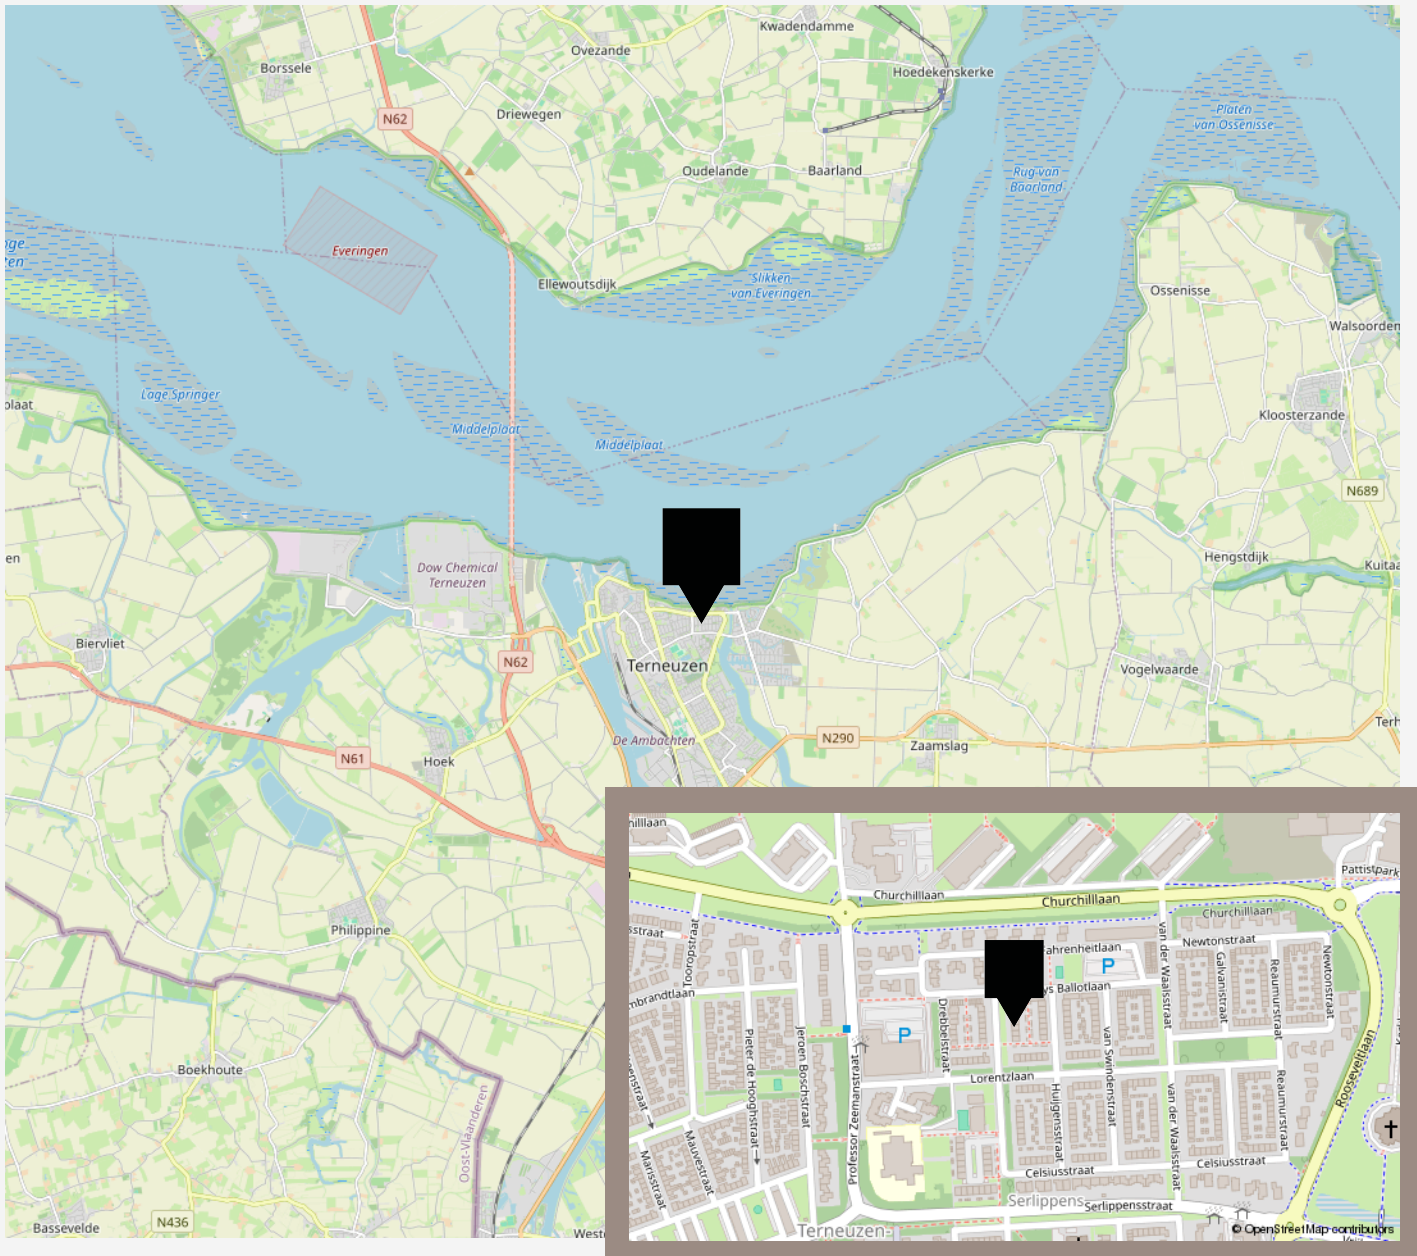 Kwadendamme
Ovezande
Borssele
Hoedekenskerke
N62
Driewegen
Platen
van Ossenisse
Oudelande
Baarland
Rug van
Baarland
Everingen
Ellewoutsdijk
Slikken
van Everingen
Ossenisse
Walsoorden
Lage Springer
Middelplaat
Middelplaat
Kloosterzande
N689
Hengstdijk
Dow Chemical
Terneuzen
Biervliet
N62
Terneuzen
Vogelwaarde
De Ambachten
N290
Zaamslag
N61
Hoek
Philippine
Boekhoute
Oost-Vlaanderen
N436
Bassevelde
Churchilllaan
Churchilllaan
Churchilllaan
Pattistpark
Tooropstraat
Newtonstraat
van der Waalsstraat
Galvanistraat
Reaumurstraat
Newtonstraat
P
Drebbelstraat
P
Pieter de Hooghstraat
Jeroen Boschstraat
Professor Zeemanstraat
van Swindenstraat
Lorentzlaan
Huijgensstraat
van der Waalsstraat
Reaumurstraat
Rooseveltlaan
Mauvestraat
Marisstraat
Celsiusstraat
Celsiusstraat
Serlippens
Serlippensstraat
Terneuzen
© OpenStreetMap contributors